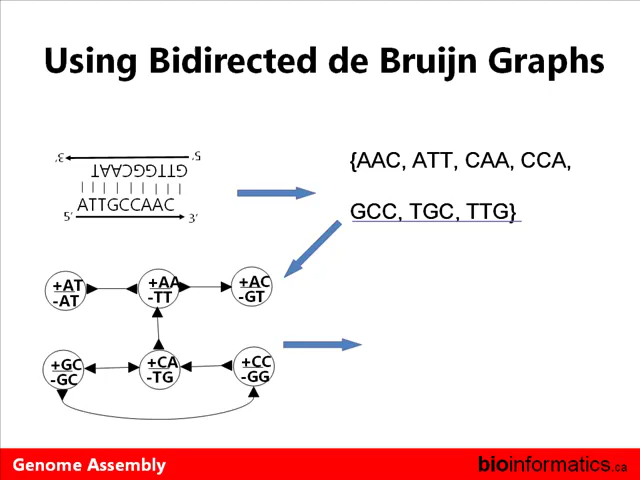 Using Bidirected de Bruijn Graphs
3' 5'
GTTGGCAAT
ATTGCCAAC
5' 3'
{AAC, ATT, CAA, CCA,
GCC, TGC, TTG}
+AT
-AT
+AA
-TT
+AC
-GT
+GC
-GC
+CA
-TG
+CC
-GG
Genome Assembly
bioinformatics.ca